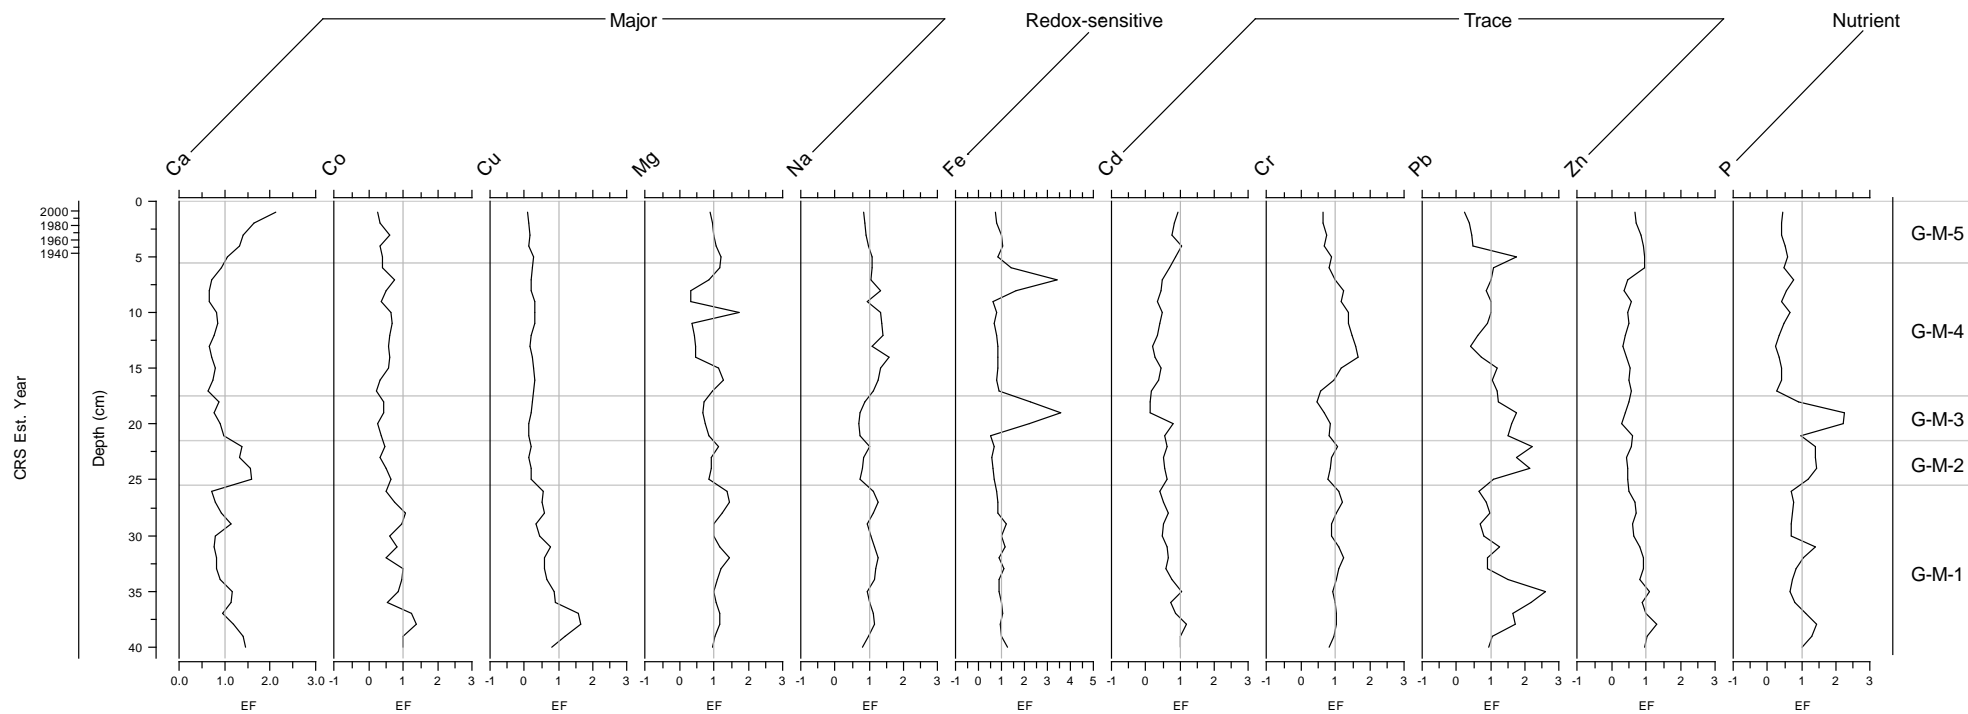 Major Redox-sensitive Trace Nutrient
Ca Co Cu Mg Na Fe Cd Cr Pb Zn P
CRS Est. Year
2000
1980
1960
1940
Depth (cm)
0
5
10
15
20
25
30
35
40
G-M-5
G-M-4
G-M-3
G-M-2
G-M-1
0.0 1.0 2.0 3.0 -1 0 1 2 3 -1 0 1 2 3 -1 0 1 2 3 -1 0 1 2 3 -1 0 1 2 3 4 5 -1 0 1 2 3 -1 0 1 2 3 -1 0 1 2 3 -1 0 1 2 3 -1 0 1 2 3
EF EF EF EF EF EF EF EF EF EF EF